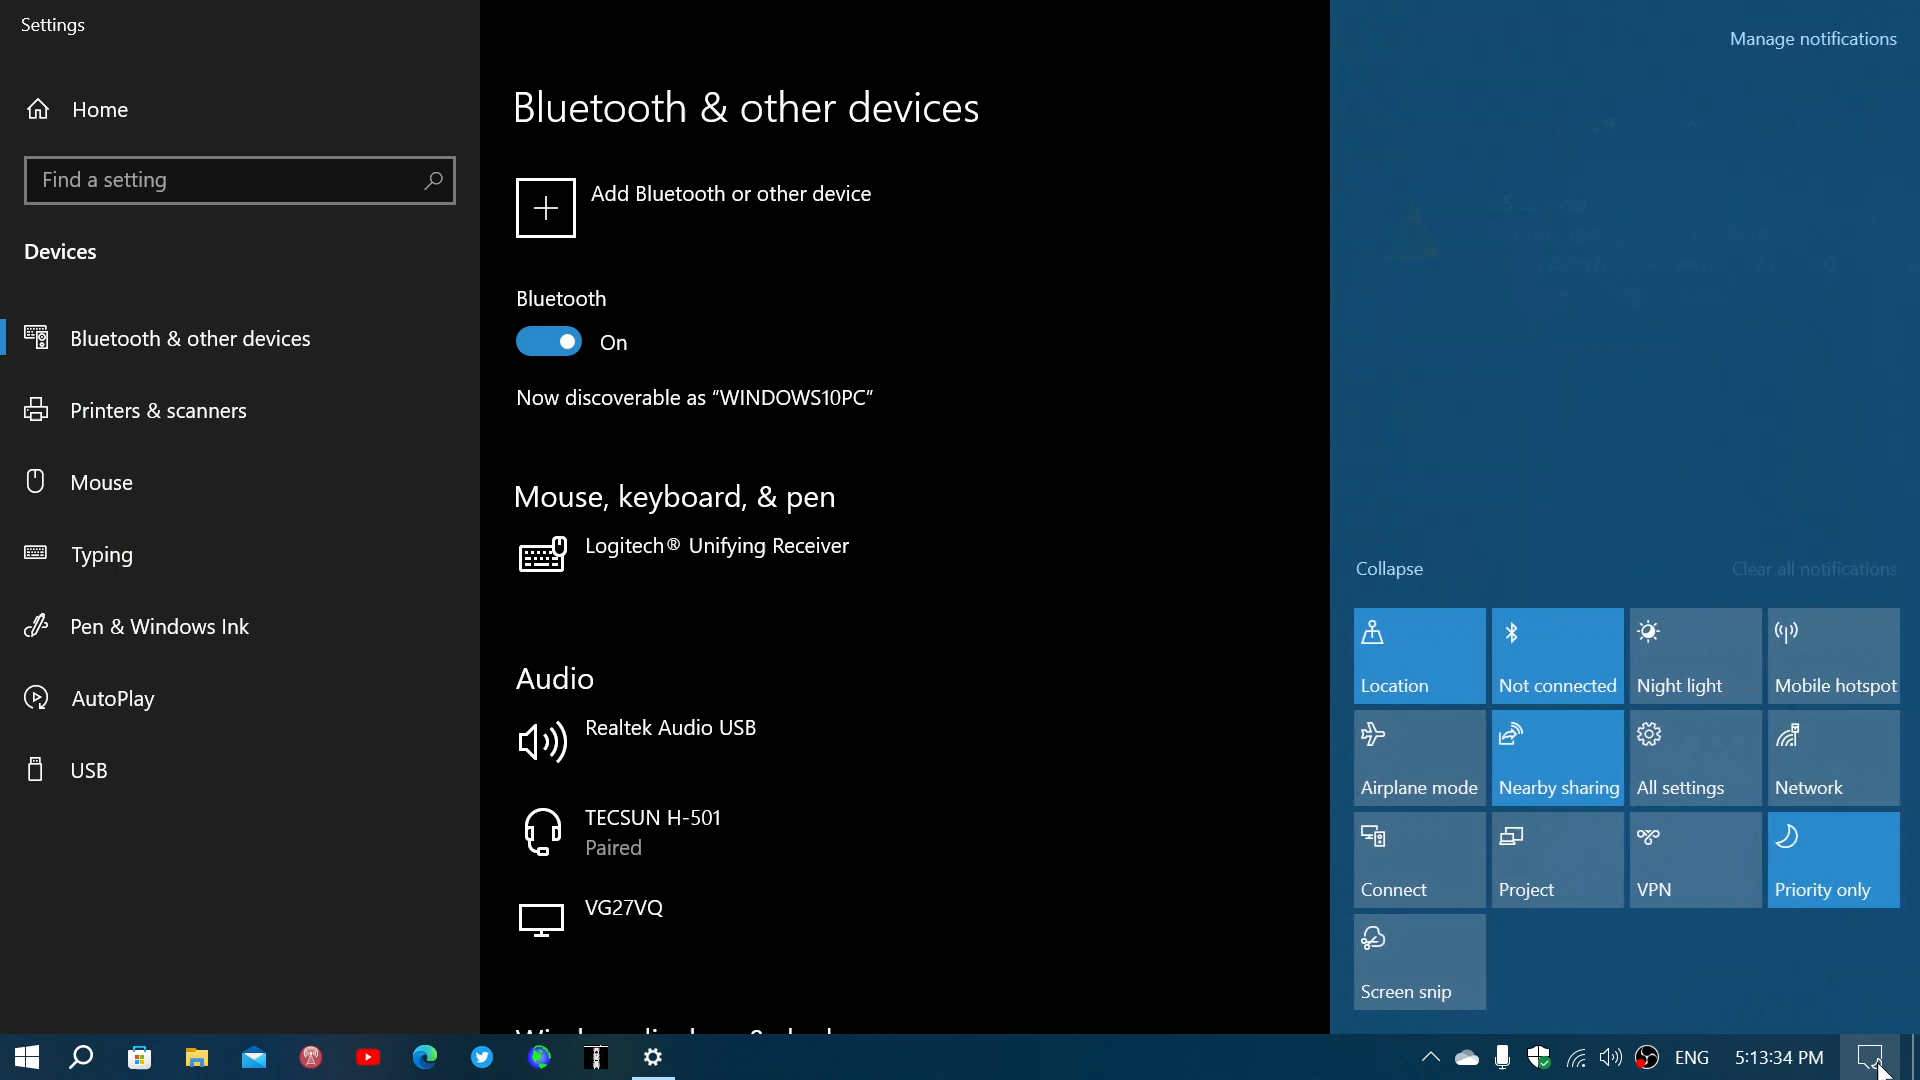 Settings
Home
Find a setting
Devices
Bluetooth & other devices
Printers & scanners
Mouse
Typing
Pen & Windows Ink
AutoPlay
USB
Bluetooth & other devices
Add Bluetooth or other device
Bluetooth
On
Now discoverable as “WINDOWS10PC”
Mouse, keyboard, & pen
Logitech® Unifying Receiver
Audio
Realtek Audio USB
TECSUN H-501
Paired
VG27VQ
Manage notifications
Collapse
Clear all notifications
Location
Not connected
Night light
Mobile hotspot
Airplane mode
Nearby sharing
All settings
Network
Connect
Project
VPN
Priority only
Screen snip
ENG
5:13:34 PM